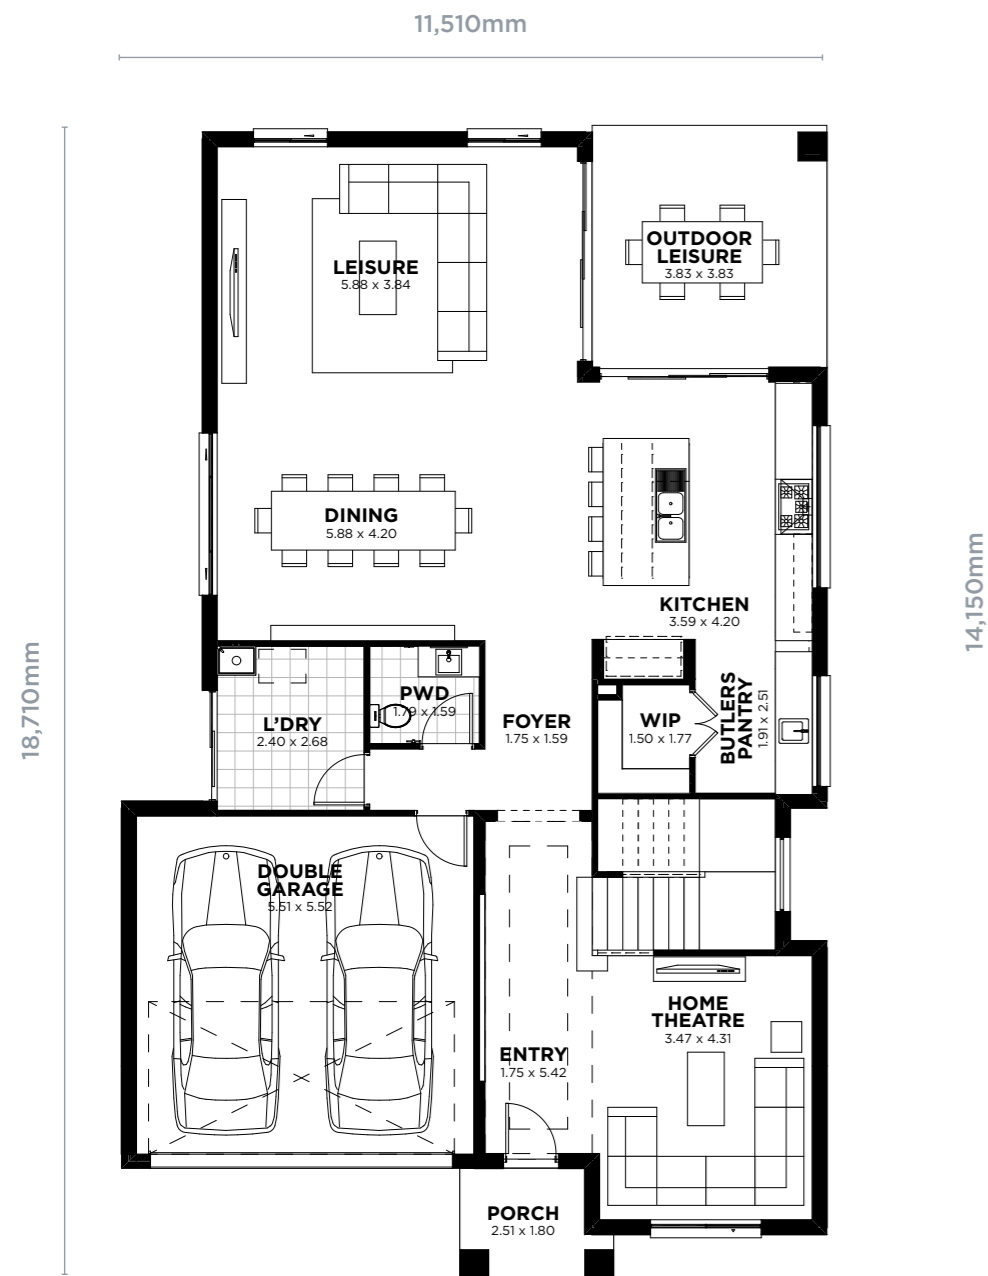 11,510mm
LEISURE
5.88 x 3.84
OUTDOOR
LEISURE
3.83 x 3.83
DINING
5.88 x 4.20
KITCHEN
3.59 x 4.20
14,150mm
18,710mm
L'DRY
2.40 x 2.68
PWD
1.79 x 1.59
FOYER
1.75 x 1.59
WIP
1.50 x 1.77
BUTLERS
PANTRY
1.91 x 2.51
DOUBLE
GARAGE
5.51 x 5.52
ENTRY
1.75 x 5.42
HOME
THEATRE
3.47 x 4.31
PORCH
2.51 x 1.80